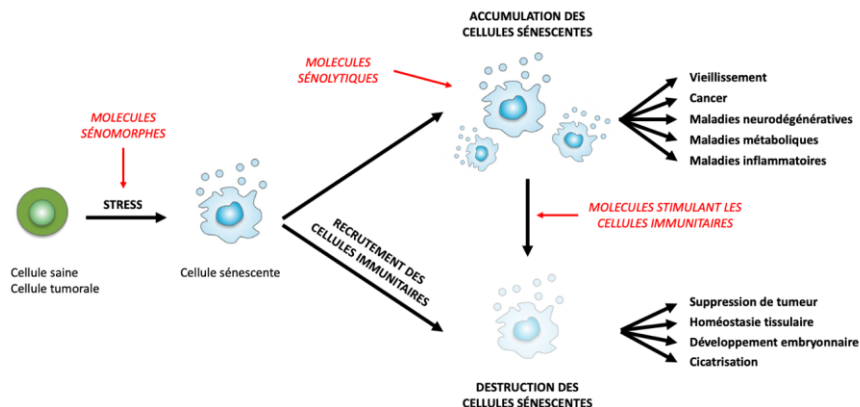 ACCUMULATION DES
CELLULES SÉNESCENTES
MOLECULES
SÉNOLYTIQUES
Vieillissement
Cancer
Maladies neurodégénératives
Maladies métaboliques
Maladies inflammatoires
MOLECULES
SÉNOMORPHES
STRESS
Cellule saine
Cellule tumorale
Cellule sénescente
RECRUTEMENT DES
CELLULES IMMUNITAIRES
MOLECULES STIMULANT LES
CELLULES IMMUNITAIRES
Suppression de tumeur
Homéostasie tissulaire
Développement embryonnaire
Cicatrisation
DESTRUCTION DES
CELLULES SÉNESCENTES